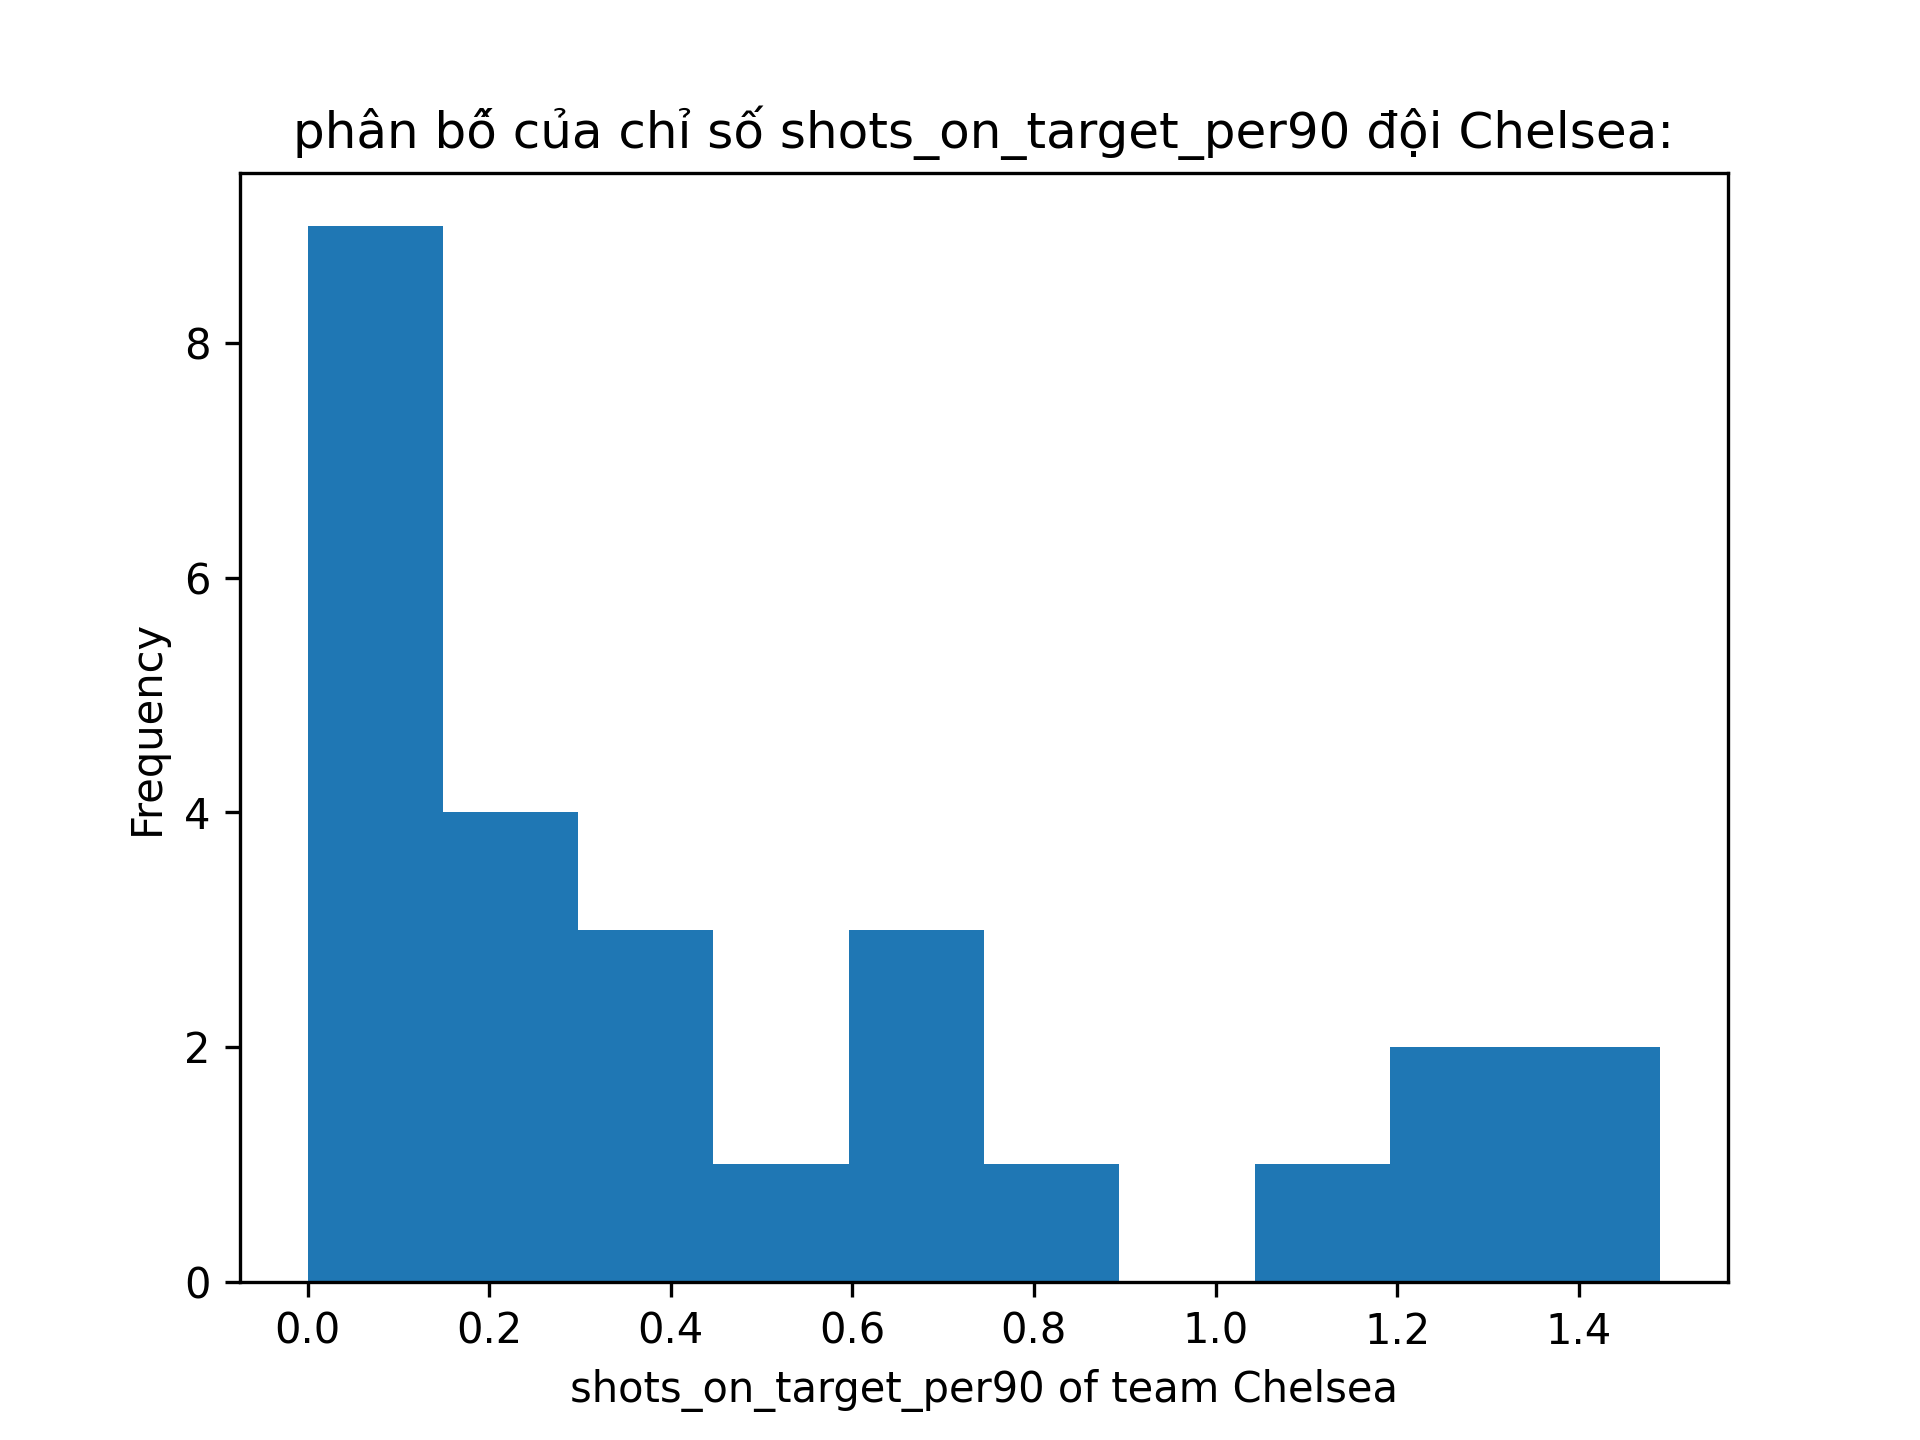 phân bố́ của chỉ số shots_on_target_per90 đội Chelsea:
Frequency
8
6
4
2
0
0.0 0.2 0.4 0.6 0.8 1.0 1.2 1.4
shots_on_target_per90 of team Chelsea